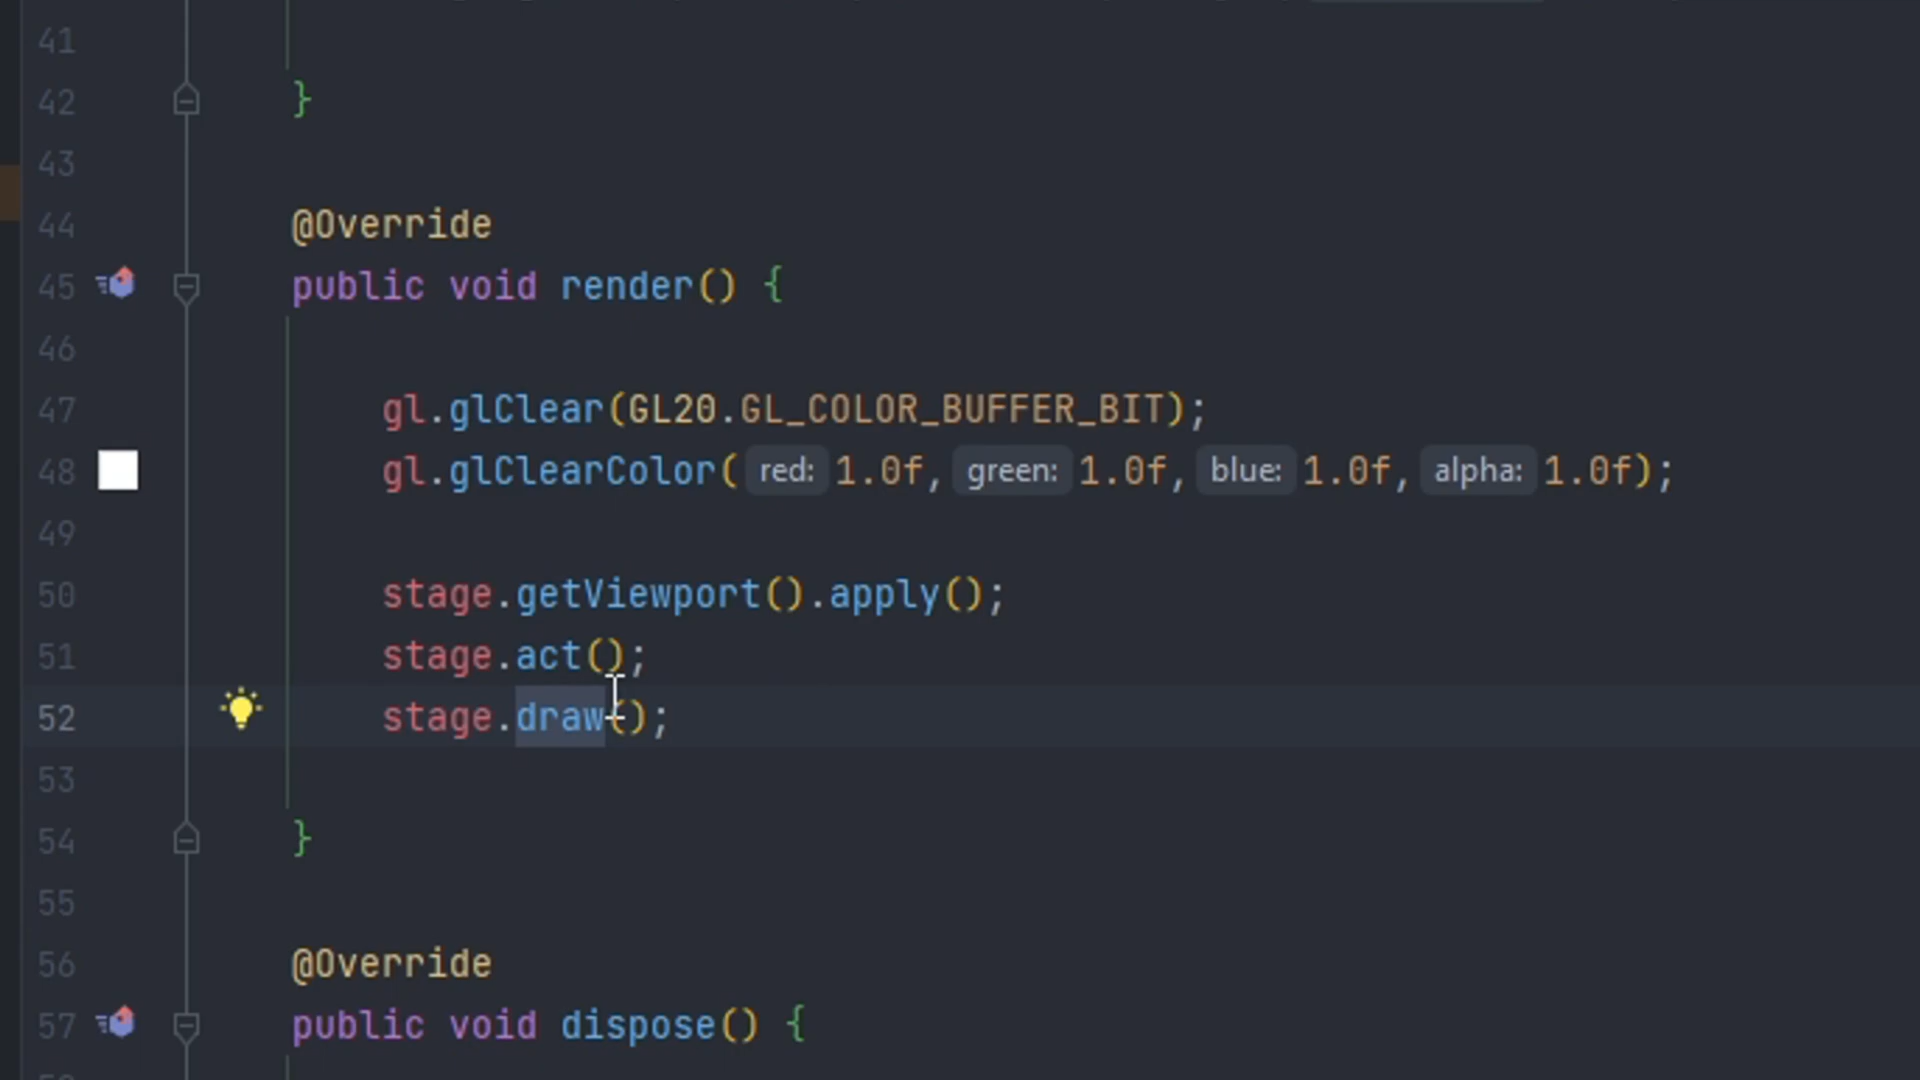 41
42 }
43
44 @Override
45 public void render() {
46
47 gl.glClear(GL20.GL_COLOR_BUFFER_BIT);
48 gl.glClearColor( red: 1.0f, green: 1.0f, blue: 1.0f, alpha: 1.0f);
49
50 stage.getViewport().apply();
51 stage.act();
52 stage.draw();
53
54 }
55
56 @Override
57 public void dispose() {